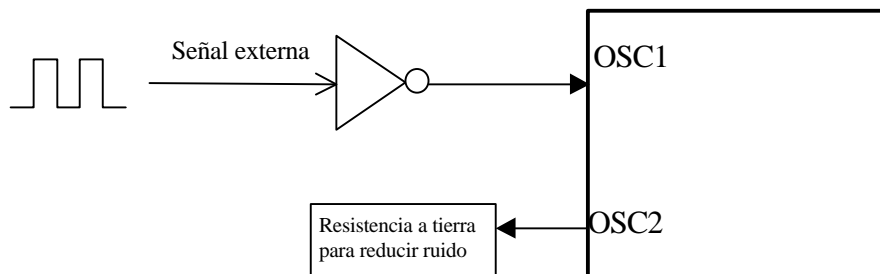 Señal externa
OSC1
Resistencia a tierra
para reducir ruido
OSC2